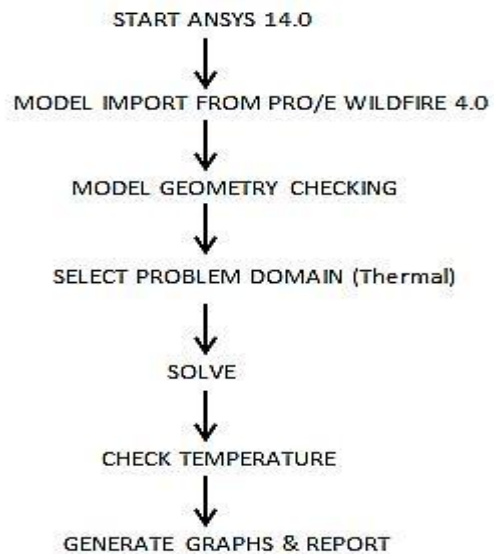 START ANSYS 14.0
MODEL IMPORT FROM PRO/E WILDFIRE 4.0
MODEL GEOMETRY CHECKING
SELECT PROBLEM DOMAIN (Thermal)
SOLVE
CHECK TEMPERATURE
GENERATE GRAPHS & REPORT